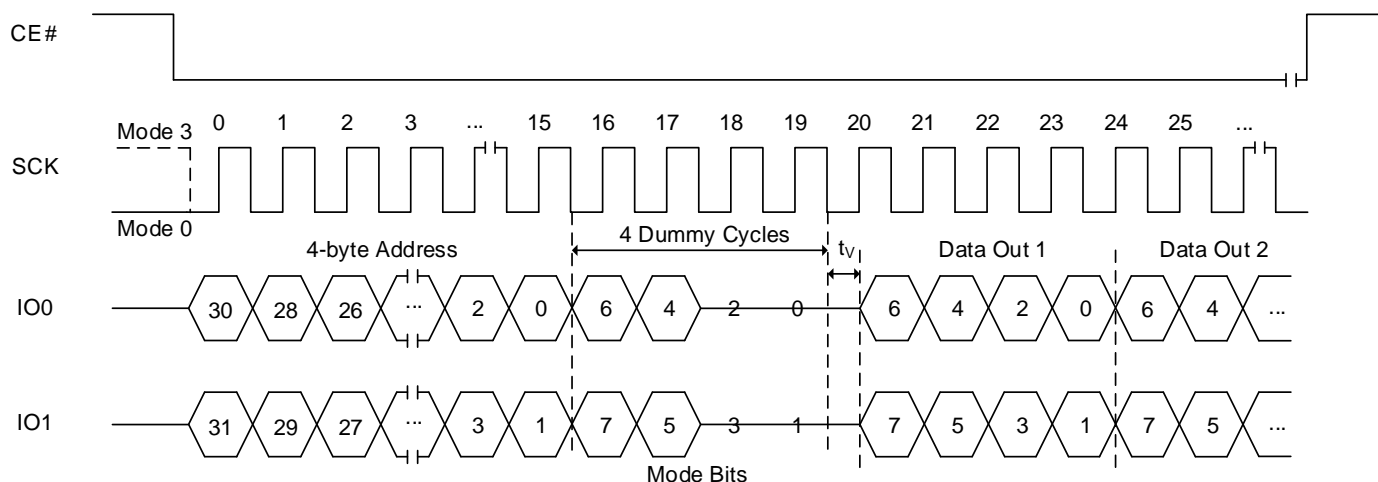 CE#
0 1 2 3 ... 15 16 17 18 19 20 21 22 23 24 25 ...
Mode 3
SCK
Mode 0
4-byte Address 4 Dummy Cycles tV Data Out 1 Data Out 2
IO0 30 28 26 ... 2 0 6 4 2 0 6 4 2 0 6 4 ...
IO1 31 29 27 ... 3 1 7 5 3 1 7 5 3 1 7 5 ...
Mode Bits